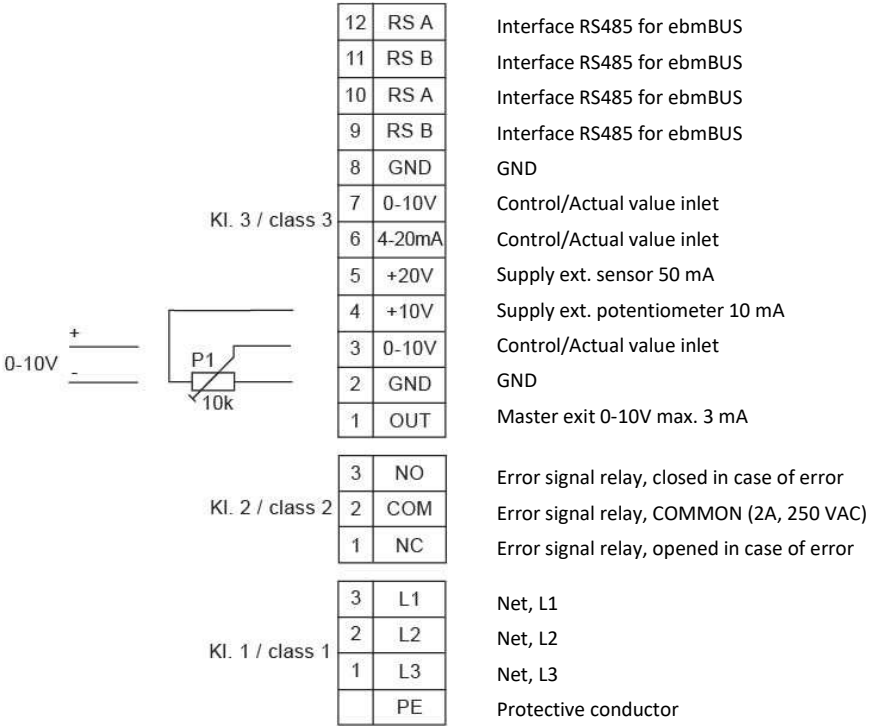 12 RS A Interface RS485 for ebmBUS
11 RS B Interface RS485 for ebmBUS
10 RS A Interface RS485 for ebmBUS
9 RS B Interface RS485 for ebmBUS
8 GND GND
Kl. 3 / class 3 7 0-10V Control/Actual value inlet
6 4-20mA Control/Actual value inlet
5 +20V Supply ext. sensor 50 mA
4 +10V Supply ext. potentiometer 10 mA
+
0-10V P1 3 0-10V Control/Actual value inlet
-
10k 2 GND GND
1 OUT Master exit 0-10V max. 3 mA
3 NO Error signal relay, closed in case of error
Kl. 2 / class 2 2 COM Error signal relay, COMMON (2A, 250 VAC)
1 NC Error signal relay, opened in case of error
3 L1 Net, L1
2 L2 Net, L2
Kl. 1 / class 1 1 L3 Net, L3
PE Protective conductor